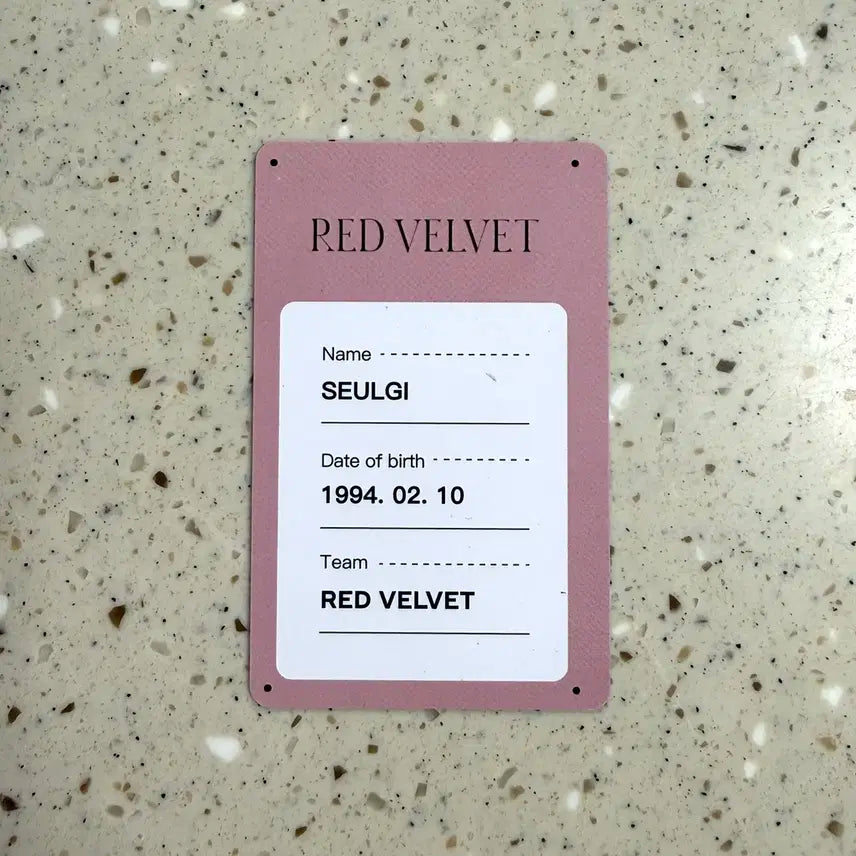 RED VELVET
Name
SEULGI
Date of birth
1994. 02. 10
Team
RED VELVET